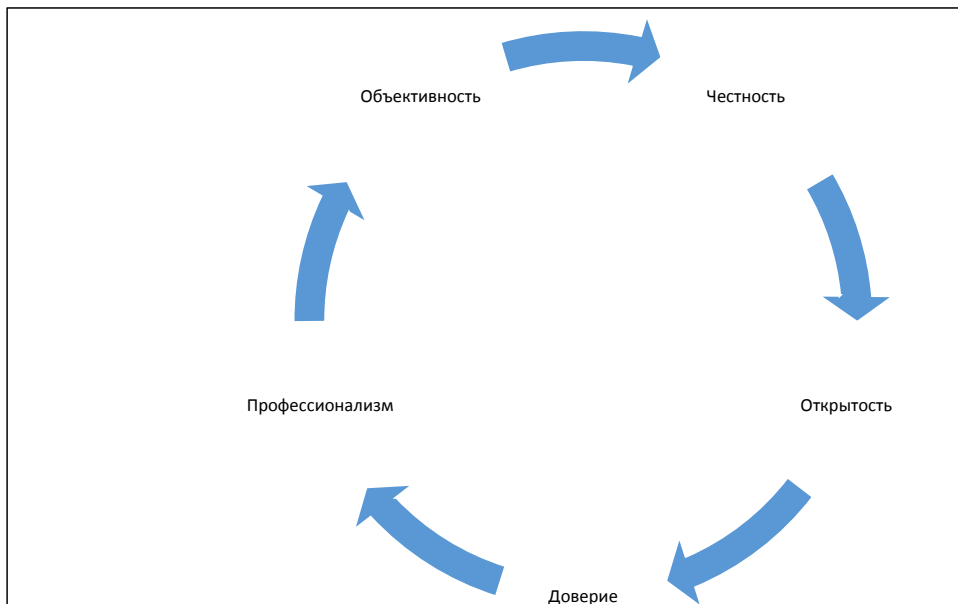 Объективность
Честность
Профессионализм
Открытость
Доверие